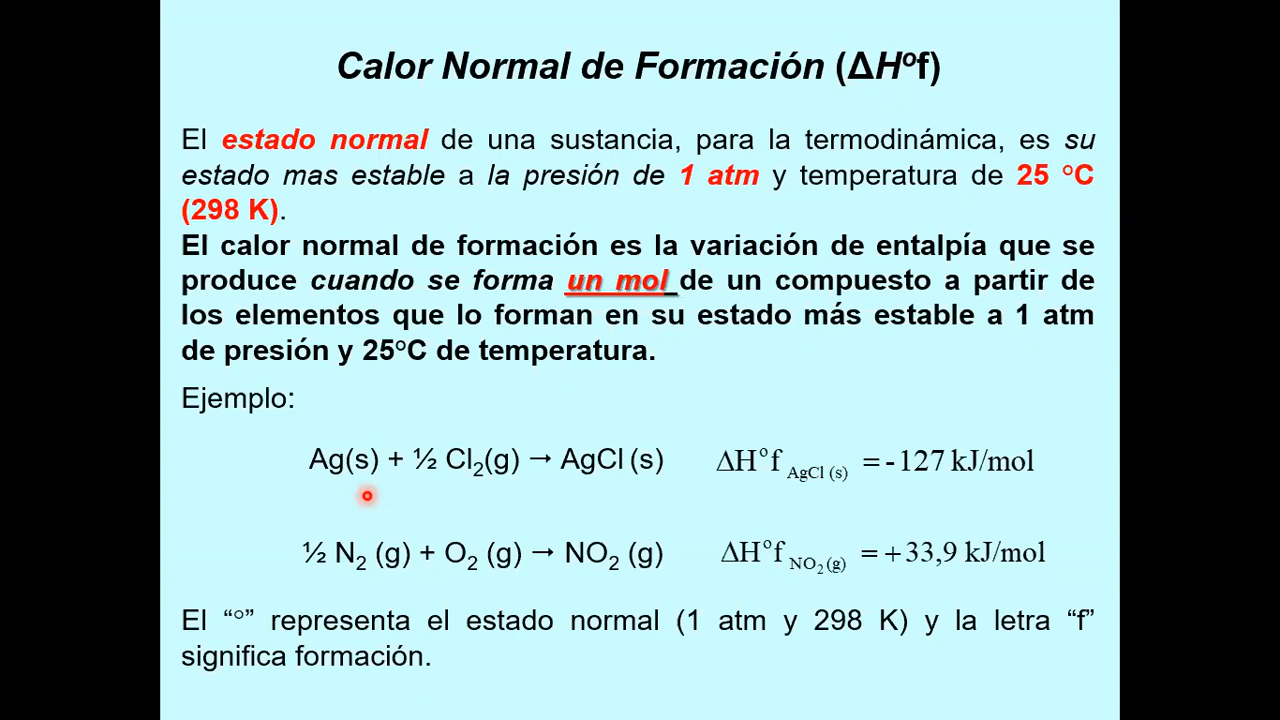 Calor Normal de Formación (ΔHºf)
El estado normal de una sustancia, para la termodinámica, es su
estado mas estable a la presión de 1 atm y temperatura de 25 ºC
(298 K).
El calor normal de formación es la variación de entalpía que se
produce cuando se forma un mol de un compuesto a partir de
los elementos que lo forman en su estado más estable a 1 atm
de presión y 25ºC de temperatura.
Ejemplo:
Ag(s) + ½ Cl₂(g) → AgCl (s) ΔHºf AgCl (s) = -127 kJ/mol
½ N₂ (g) + O₂ (g) → NO₂ (g) ΔHºf NO₂ (g) = +33,9 kJ/mol
El “º” representa el estado normal (1 atm y 298 K) y la letra “f”
significa formación.